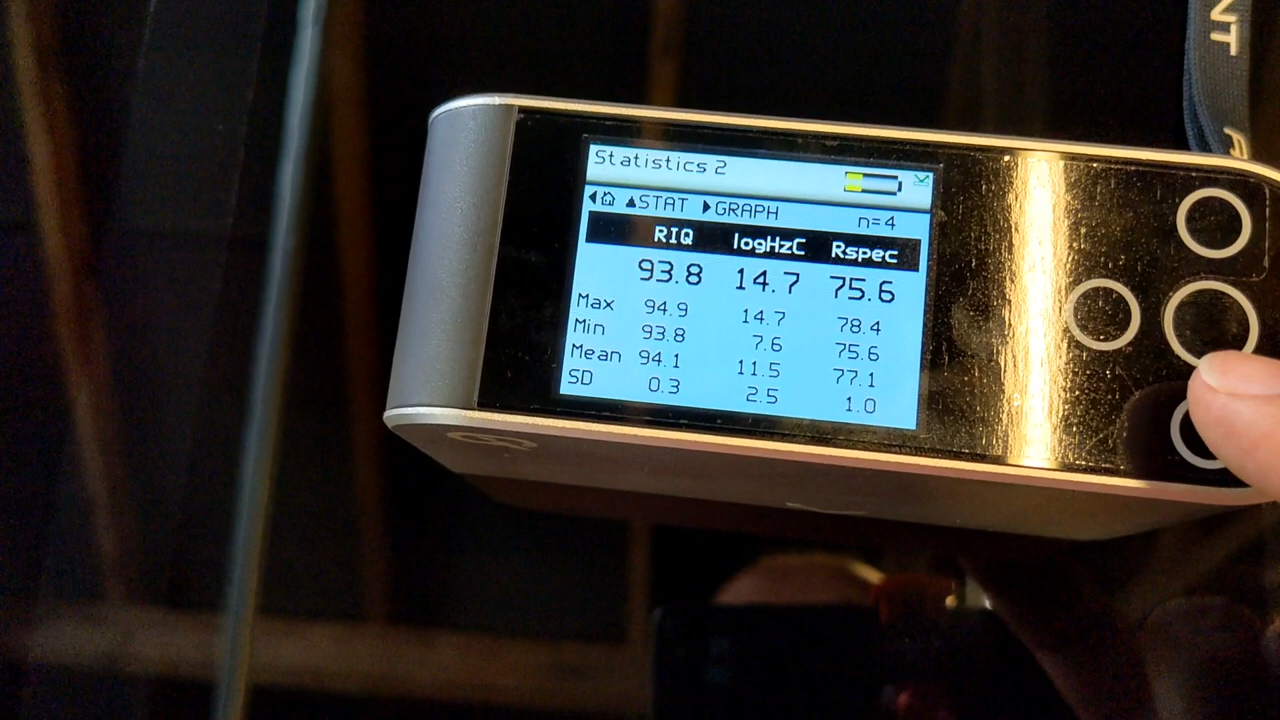 Statistics 2
STAT GRAPH n=4
RIQ logHzC Rspec
93.8 14.7 75.6
Max 94.9 14.7 78.4
Min 93.8 7.6 75.6
Mean 94.1 11.5 77.1
SD 0.3 2.5 1.0
NT
A